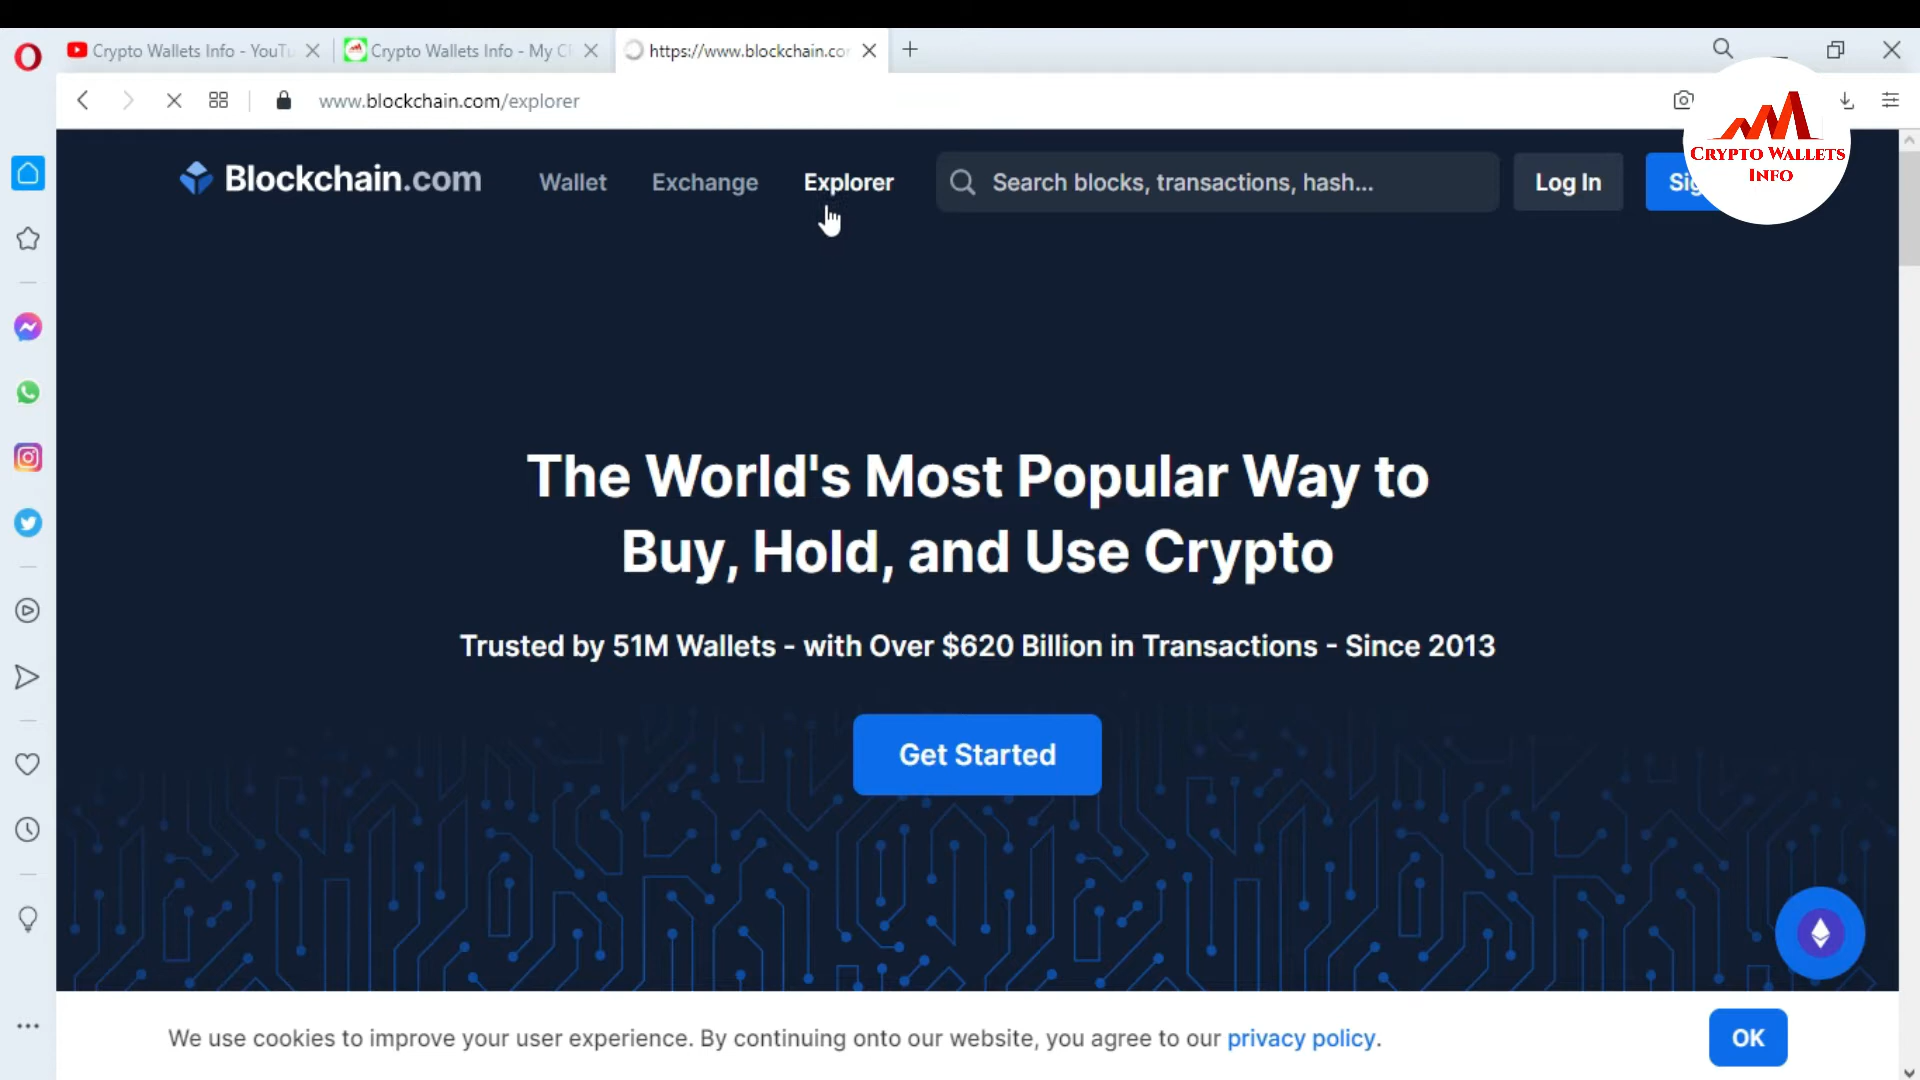 Crypto Wallets Info - YouTu
Crypto Wallets Info - My C
https://www.blockchain.co
www.blockchain.com/explorer
CRYPTO WALLETS
INFO
Blockchain.com
Wallet
Exchange
Explorer
Search blocks, transactions, hash...
Log In
The World's Most Popular Way to
Buy, Hold, and Use Crypto
Trusted by 51M Wallets - with Over $620 Billion in Transactions - Since 2013
Get Started
We use cookies to improve your user experience. By continuing onto our website, you agree to our privacy policy.
OK